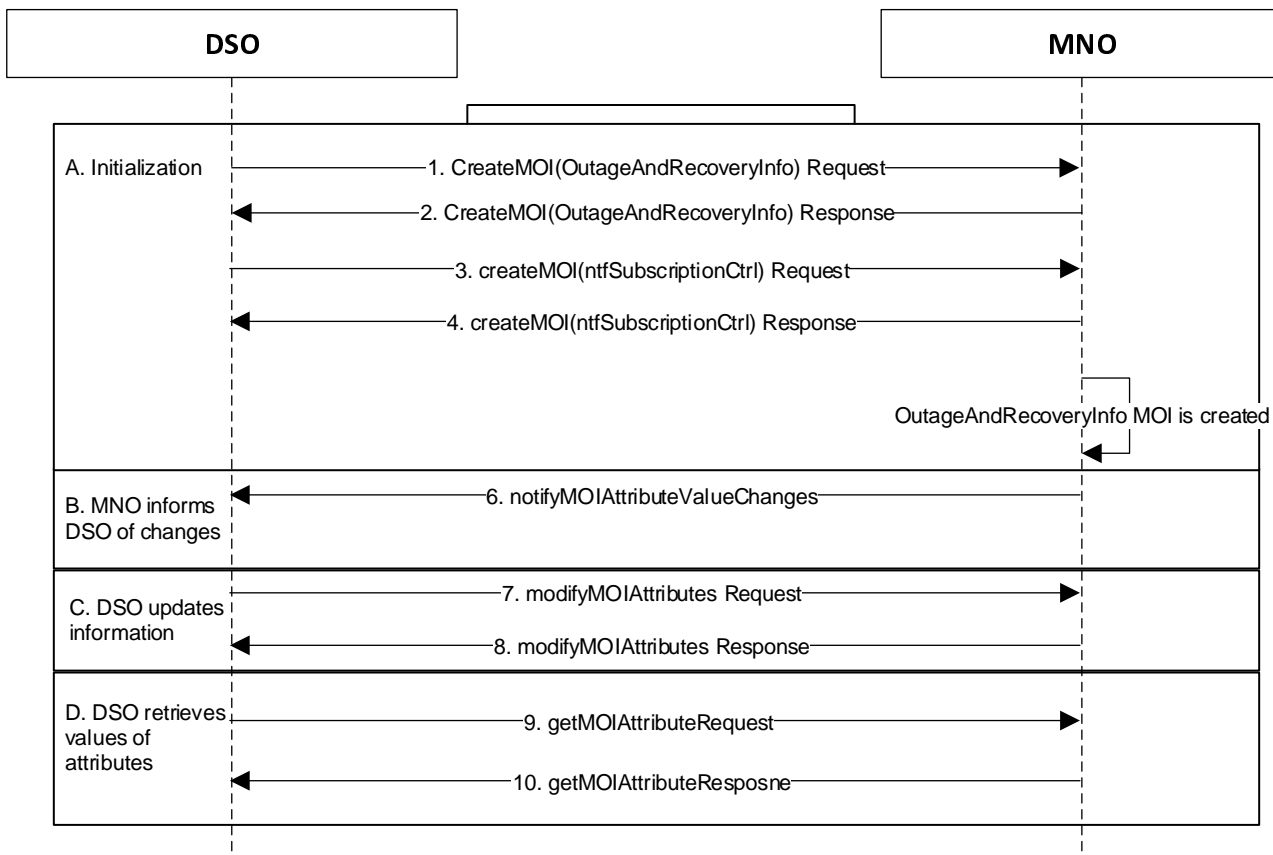 DSO
MNO
A. Initialization
1. CreateMOI(OutageAndRecoveryInfo) Request
2. CreateMOI(OutageAndRecoveryInfo) Response
3. createMOI(ntfSubscriptionCtrl) Request
4. createMOI(ntfSubscriptionCtrl) Response
OutageAndRecoveryInfo MOI is created
B. MNO informs
DSO of changes
6. notifyMOIAttributeValueChanges
C. DSO updates
information
7. modifyMOIAttributes Request
8. modifyMOIAttributes Response
D. DSO retrieves
values of
attributes
9. getMOIAttributeRequest
10. getMOIAttributeResposne